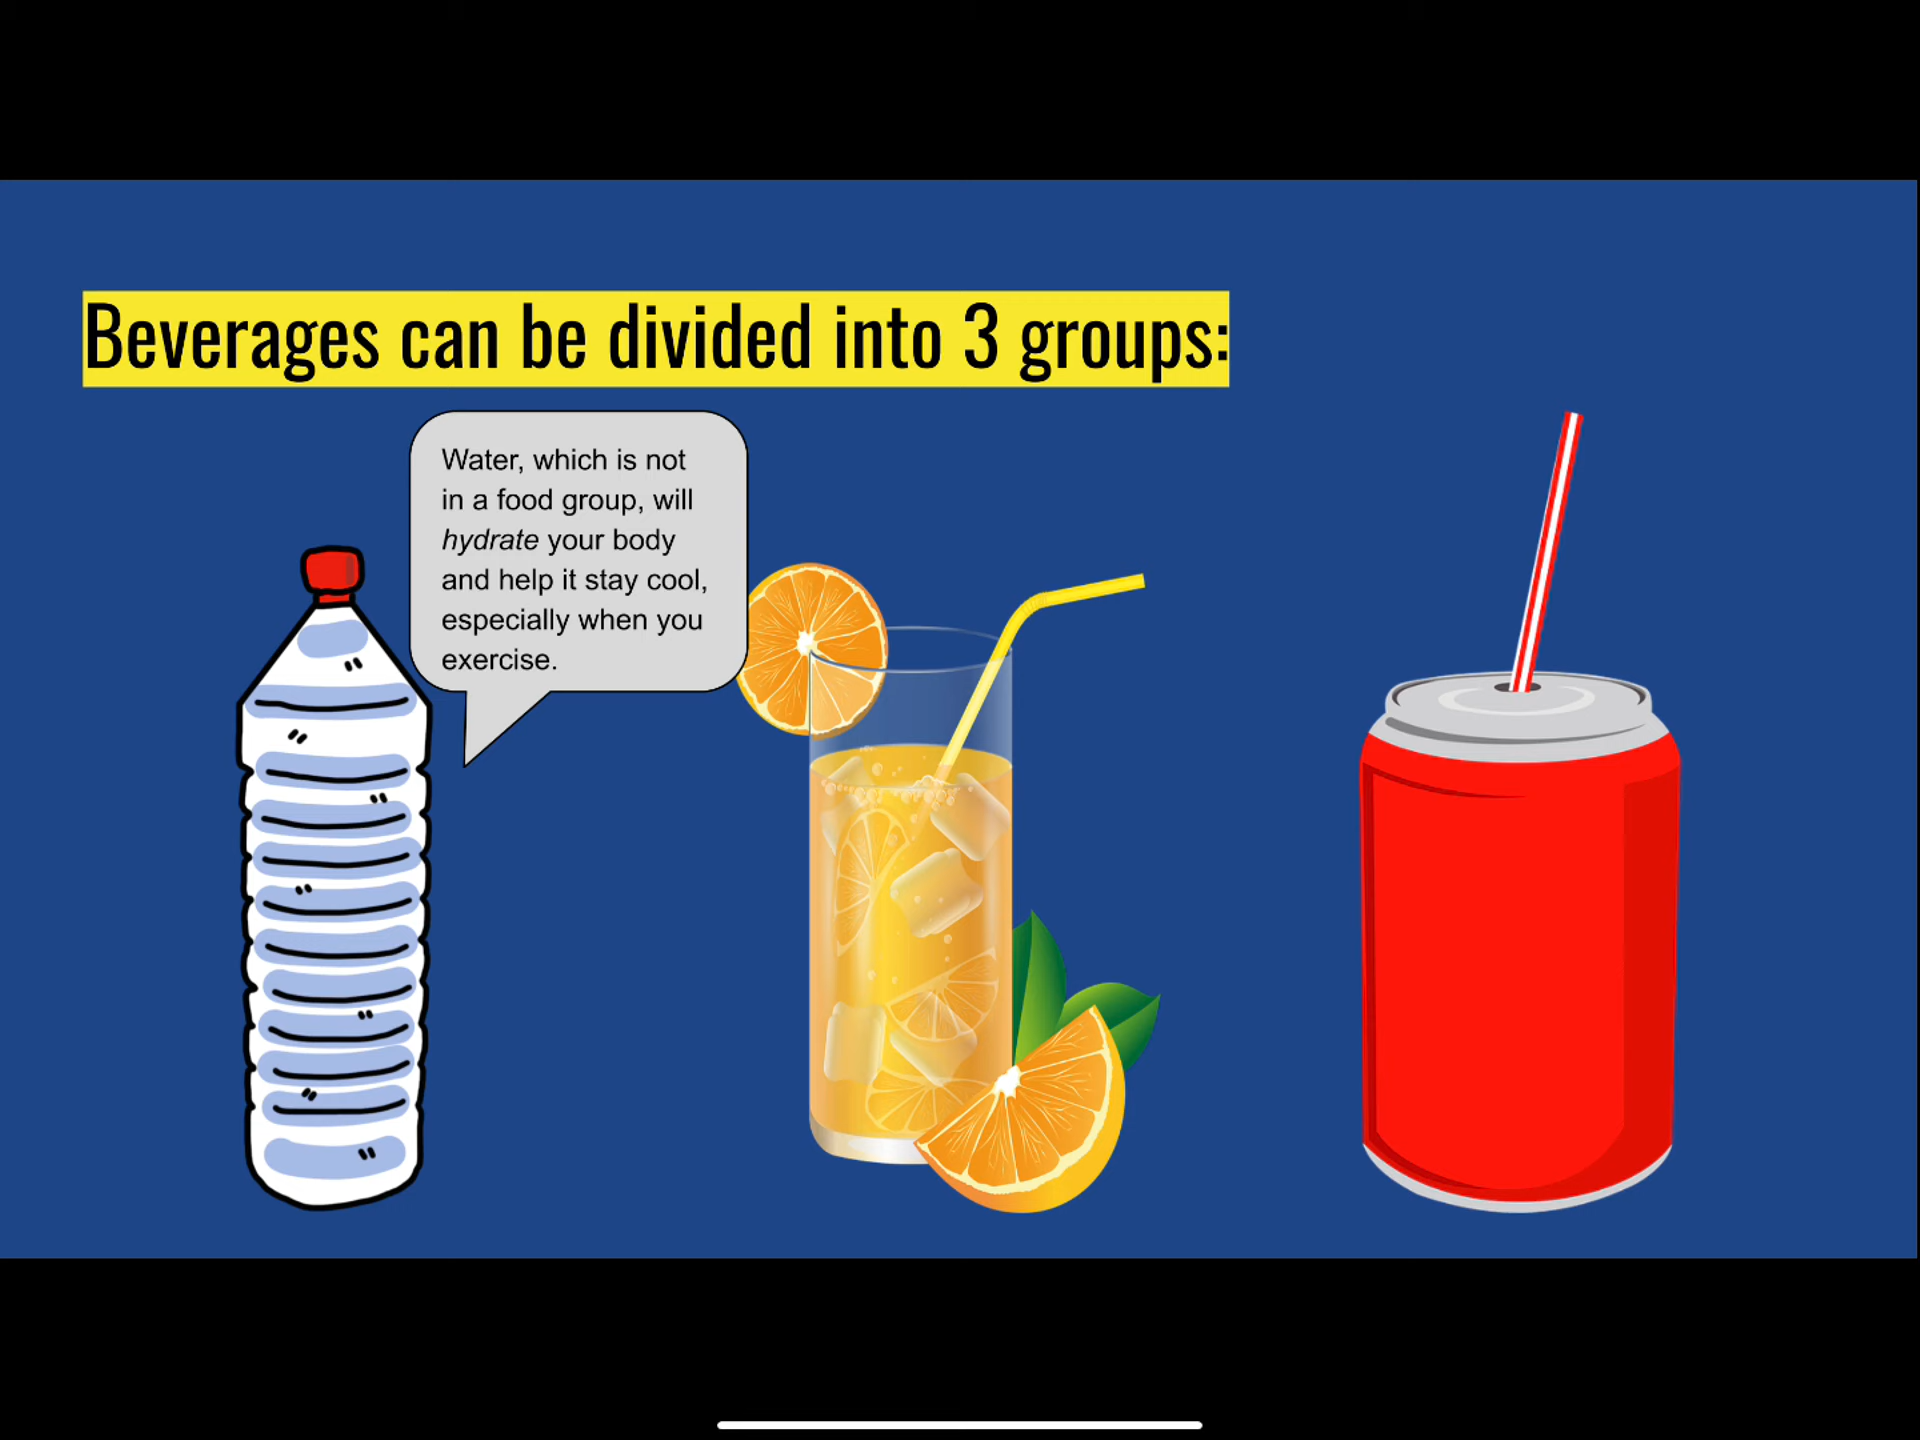 Beverages can be divided into 3 groups:
Water, which is not
in a food group, will
hydrate your body
and help it stay cool,
especially when you
exercise.